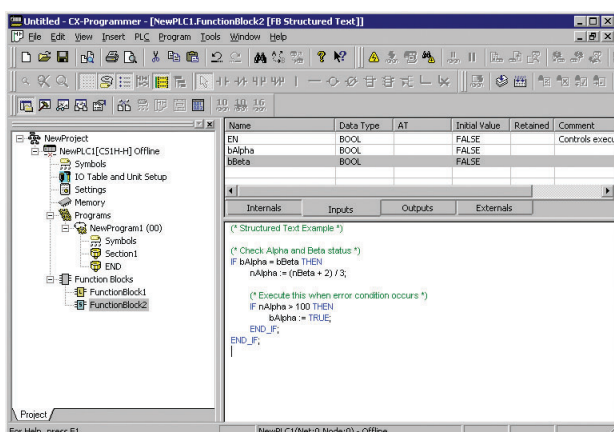 Untitled - CX-Programmer - [NewPLC1.FunctionBlock2 [FB Structured Text]]
File Edit View Insert PLC Program Tools Window Help
10 10 16
NewProject
NewPLC1[CS1H-H] Offline
Symbols
IO Table and Unit Setup
Settings
Memory
Programs
NewProgram1 (00)
Symbols
Section1
END
Function Blocks
FunctionBlock1
FunctionBlock2
Project
Name Data Type AT Initial Value Retained Comment
EN BOOL FALSE Controls execu
bAlpha BOOL FALSE
bBeta BOOL FALSE
Internals Inputs Outputs Externals
(* Structured Text Example *)
(* Check Alpha and Beta status *)
IF bAlpha = bBeta THEN
nAlpha := (nBeta + 2) / 3;
(* Execute this when error condition occurs *)
IF nAlpha > 100 THEN
bAlpha := TRUE;
END_IF;
END_IF;
For Help, press F1
NewPLC1(Net:0,Node:0) - Offline